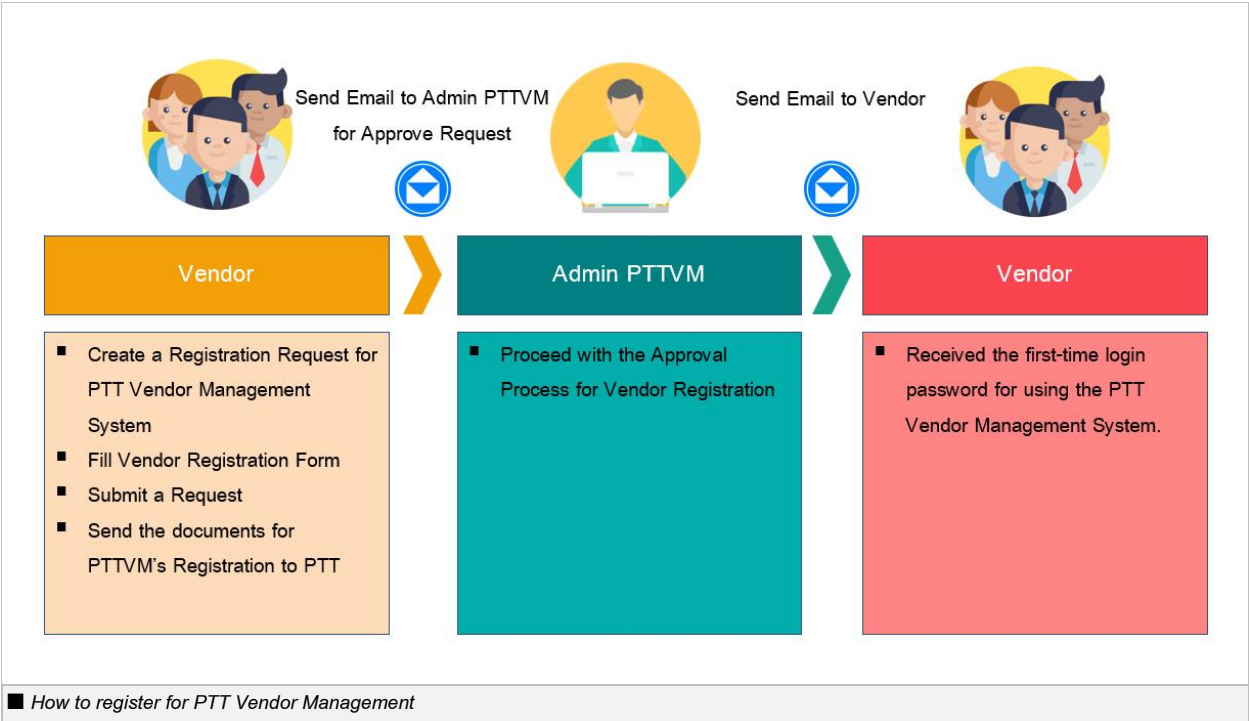 Send Email to Admin PTTVM
for Approve Request
Send Email to Vendor
Vendor
Admin PTTVM
Vendor
■ Create a Registration Request for
PTT Vendor Management
System
■ Fill Vendor Registration Form
■ Submit a Request
■ Send the documents for
PTTVM's Registration to PTT
■ Proceed with the Approval
Process for Vendor Registration
■ Received the first-time login
password for using the PTT
Vendor Management System.
■ How to register for PTT Vendor Management